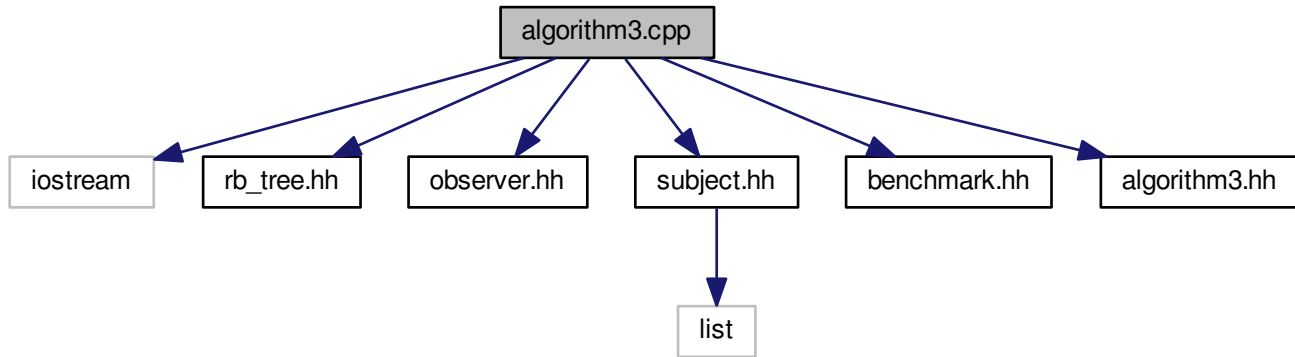 algorithm3.cpp
iostream
rb_tree.hh
observer.hh
subject.hh
benchmark.hh
algorithm3.hh
list